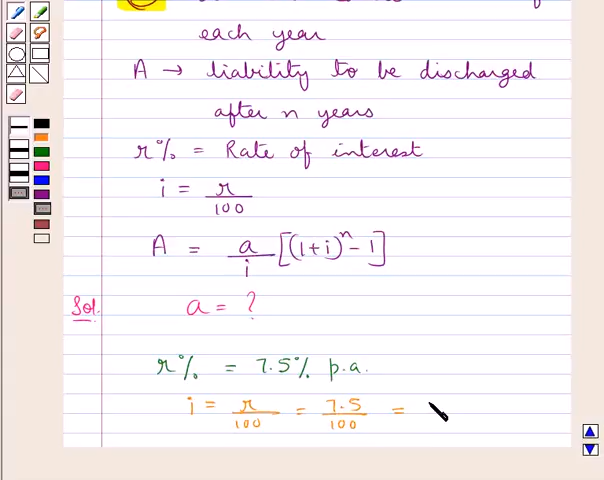 each year
A → liability to be discharged
after n years
r% = Rate of interest
i = r/100
A = a/i [(1+i)^n - 1]
Sol. a = ?
r% = 7.5% p.a.
i = r/100 = 7.5/100 =